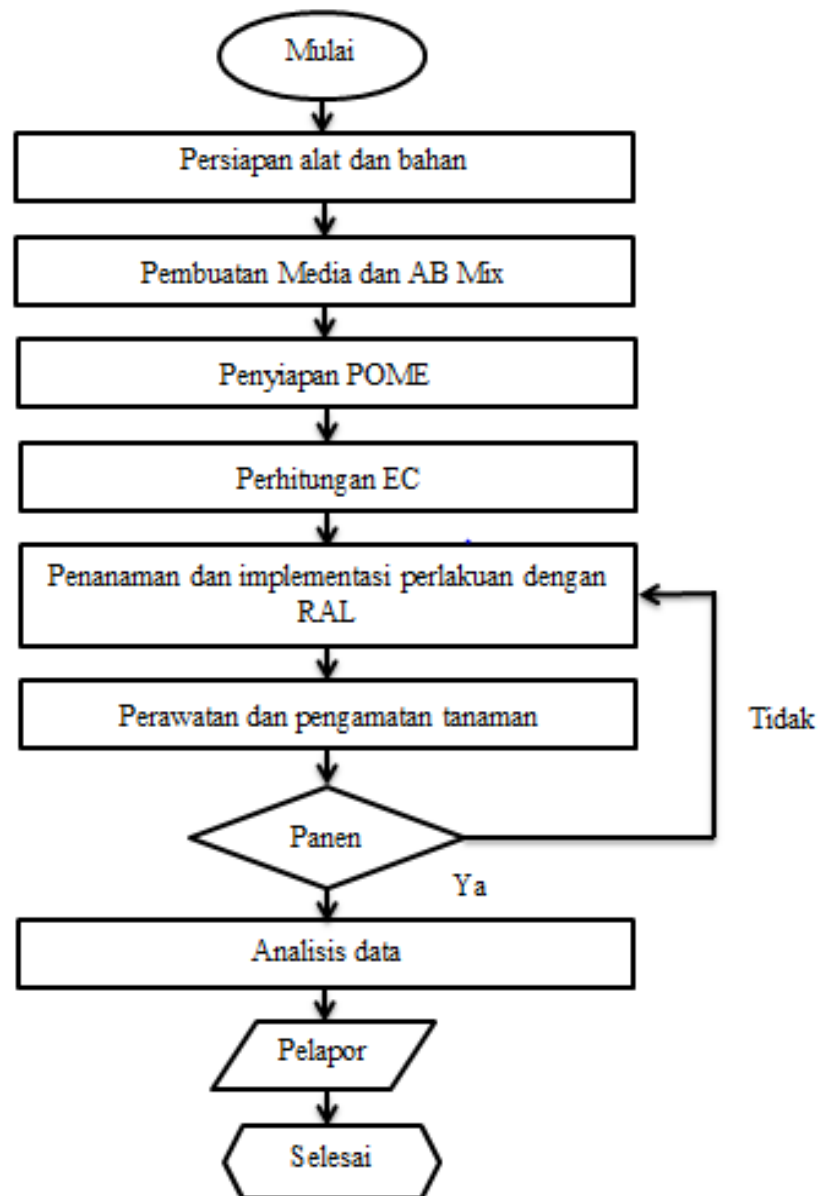 Mulai
Persiapan alat dan bahan
Pembuatan Media dan AB Mix
Penyiapan POME
Perhitungan EC
Penanaman dan implementasi perlakuan dengan
RAL
Perawatan dan pengamatan tanaman
Tidak
Panen
Ya
Analisis data
Pelapor
Selesai